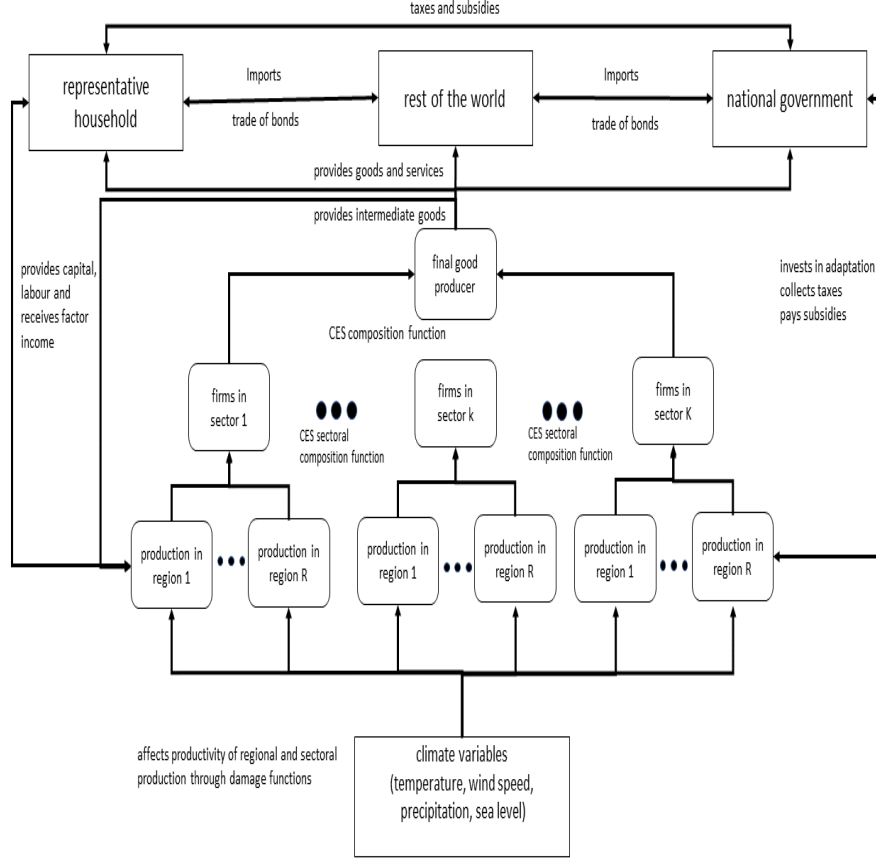 taxes and subsidies
representative
household
Imports
trade of bonds
rest of the world
Imports
trade of bonds
national government
provides goods and services
provides intermediate goods
provides capital,
labour and
receives factor
income
final good
producer
invests in adaptation
collects taxes
pays subsidies
CES composition function
firms in
sector 1
CES sectoral
composition function
firms in
sector k
CES sectoral
composition function
firms in
sector K
production in
region 1
production in
region R
production in
region 1
production in
region R
production in
region 1
production in
region R
affects productivity of regional and sectoral
production through damage functions
climate variables
(temperature, wind speed,
precipitation, sea level)